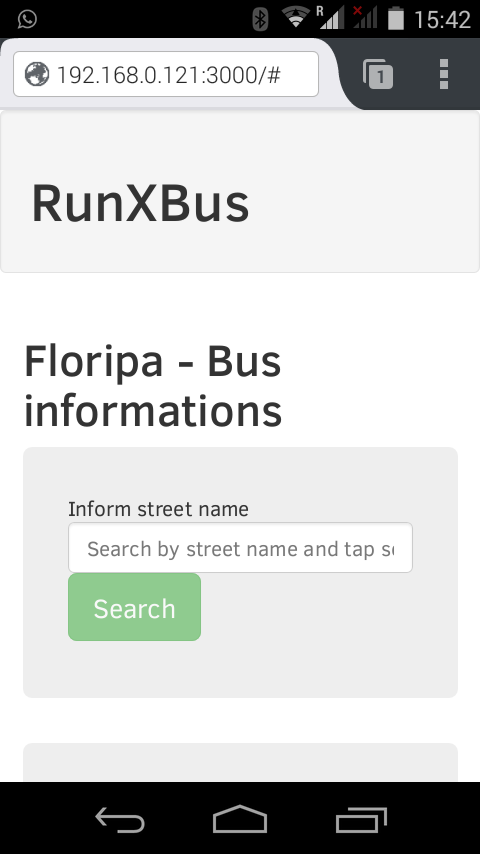 R
15:42
192.168.0.121:3000/#
1
RunXBus
Floripa - Bus
informations
Inform street name
Search by street name and tap se
Search